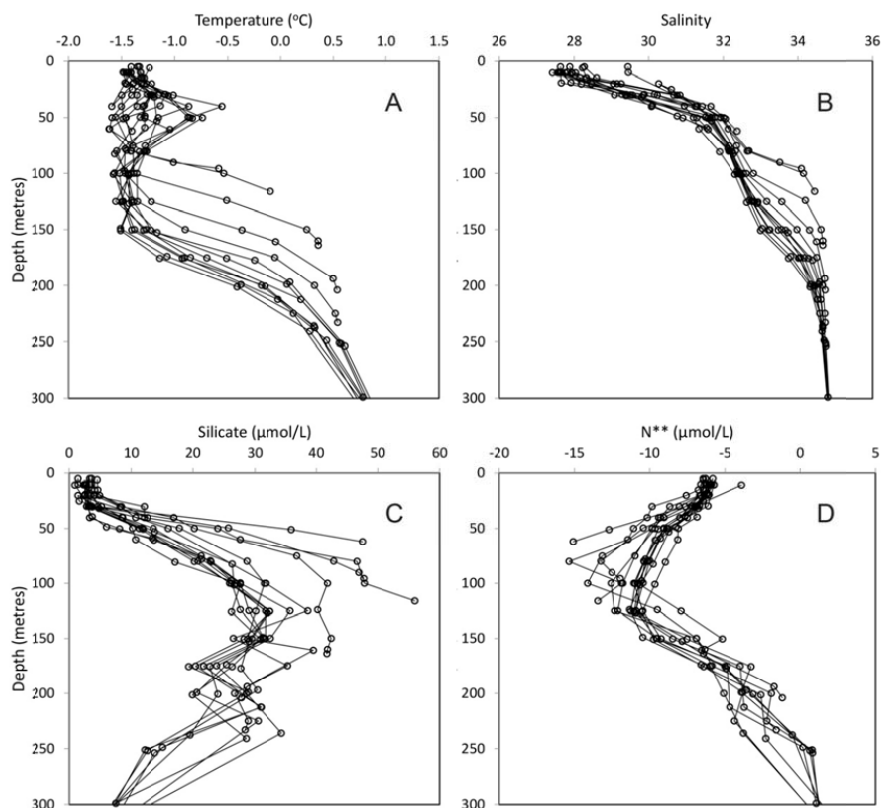 Temperature (°C)
-2.0 -1.5 -1.0 -0.5 0.0 0.5 1.0 1.5
0
50
100
150
200
250
300
Depth (metres)
A
Salinity
26 28 30 32 34 36
0
50
100
150
200
250
300
B
Silicate (µmol/L)
0 10 20 30 40 50 60
0
50
100
150
200
250
300
Depth (metres)
C
N** (µmol/L)
-20 -15 -10 -5 0 5
0
50
100
150
200
250
300
D